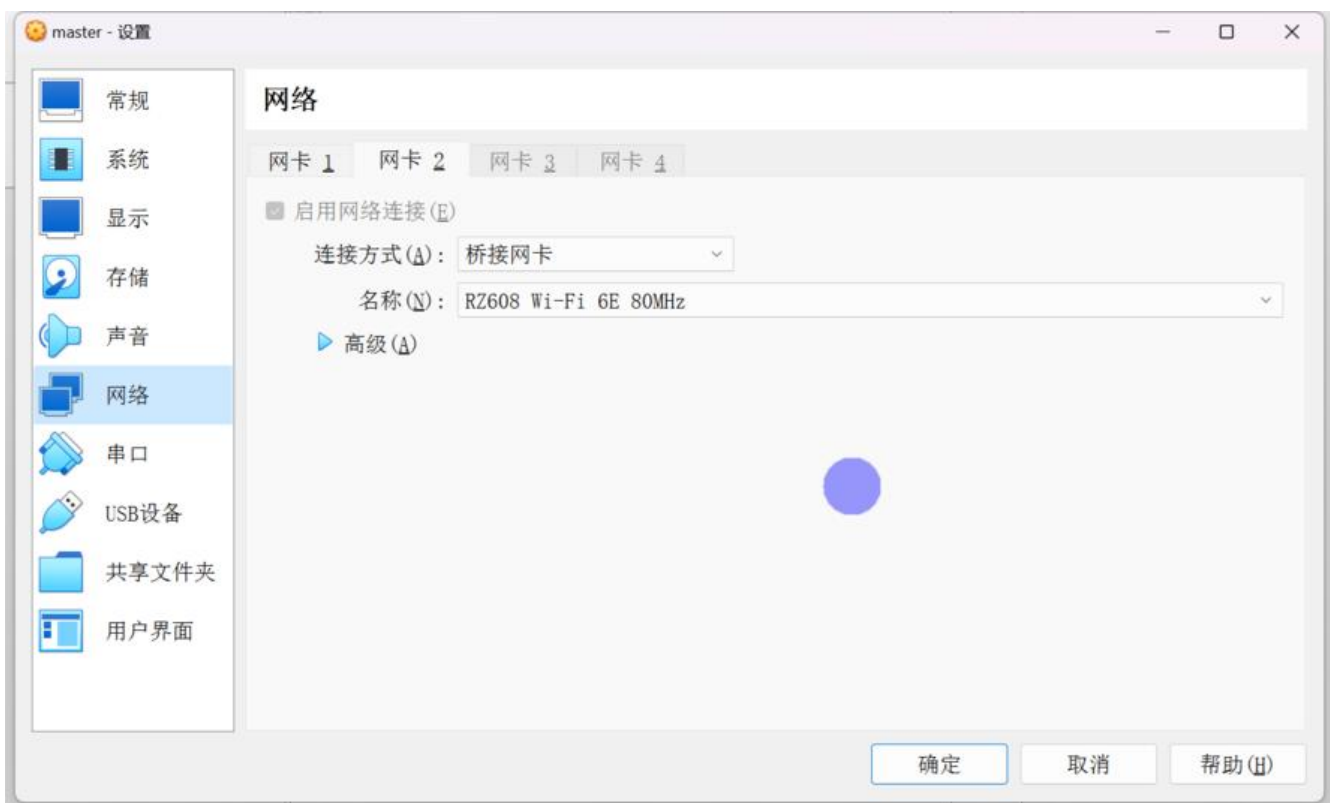 master - 设置
常规
系统
显示
存储
声音
网络
串口
USB设备
共享文件夹
用户界面
网络
网卡 1 网卡 2 网卡 3 网卡 4
启用网络连接(E)
连接方式(A): 桥接网卡
名称(N): RZ608 Wi-Fi 6E 80MHz
高级(A)
确定 取消 帮助(H)